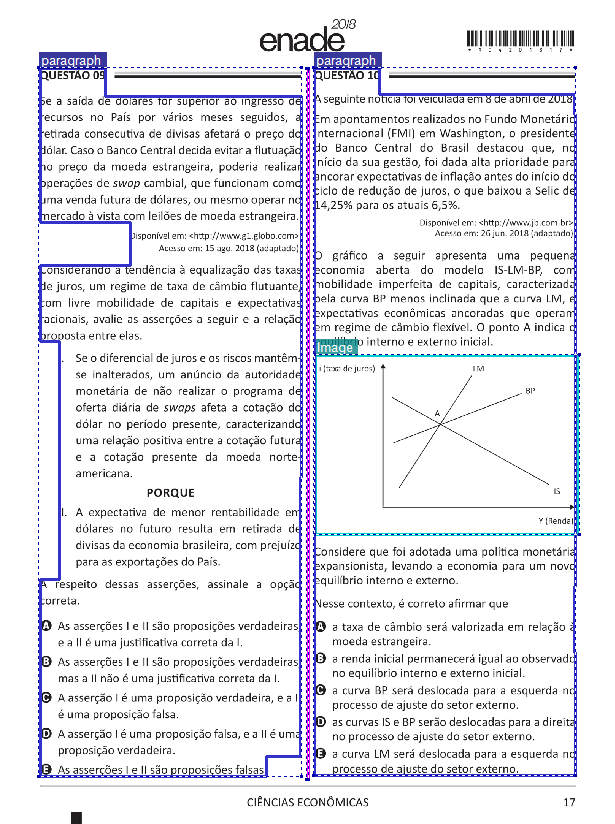 enade 2018
*R0420181?*
paragraph
QUESTÃO 09
Se a saída de dólares for superior ao ingresso de
recursos no País por vários meses seguidos, a
retirada consecutiva de divisas afetará o preço do
dólar. Caso o Banco Central decida evitar a flutuação
no preço da moeda estrangeira, poderia realizar
operações de swap cambial, que funcionam como
uma venda futura de dólares, ou mesmo operar no
mercado à vista com leilões de moeda estrangeira.
Disponível em: <http://www.g1.globo.com>
Acesso em: 15 ago. 2018 (adaptado)
Considerando a tendência à equalização das taxas
de juros, um regime de taxa de câmbio flutuante,
com livre mobilidade de capitais e expectativas
racionais, avalie as asserções a seguir e a relação
proposta entre elas.
Se o diferencial de juros e os riscos mantêm-
se inalterados, um anúncio da autoridade
monetária de não realizar o programa de
oferta diária de swaps afeta a cotação do
dólar no período presente, caracterizando
uma relação positiva entre a cotação futura
e a cotação presente da moeda norte-
americana.
PORQUE
I. A expectativa de menor rentabilidade em
dólares no futuro resulta em retirada de
divisas da economia brasileira, com prejuízo
para as exportações do País.
A respeito dessas asserções, assinale a opção
correta.
A As asserções I e II são proposições verdadeiras,
e a II é uma justificativa correta da I.
B As asserções I e II são proposições verdadeiras,
mas a II não é uma justificativa correta da I.
C A asserção I é uma proposição verdadeira, e a I
é uma proposição falsa.
D A asserção I é uma proposição falsa, e a II é uma
proposição verdadeira.
E As asserções I e II são proposições falsas
paragraph
QUESTÃO 10
A seguinte notícia foi veiculada em 8 de abril de 2018
Em apontamentos realizados no Fundo Monetário
Internacional (FMI) em Washington, o presidente
do Banco Central do Brasil destacou que, no
início da sua gestão, foi dada alta prioridade para
ancorar expectativas de inflação antes do início do
ciclo de redução de juros, o que baixou a Selic de
14,25% para os atuais 6,5%.
Disponível em: <http://www.jb.com br>
Acesso em: 26 jun. 2018 (adaptado)
O gráfico a seguir apresenta uma pequena
economia aberta do modelo IS-LM-BP, com
mobilidade imperfeita de capitais, caracterizada
pela curva BP menos inclinada que a curva LM, e
expectativas econômicas ancoradas que operam
em regime de câmbio flexível. O ponto A indica o
equilíbrio interno e externo inicial.
Image
i (taxa de juros)
LM
BP
A
IS
Y (Renda)
Considere que foi adotada uma política monetária
expansionista, levando a economia para um novo
equilíbrio interno e externo.
Nesse contexto, é correto afirmar que
A a taxa de câmbio será valorizada em relação à
moeda estrangeira.
B a renda inicial permanecerá igual ao observado
no equilíbrio interno e externo inicial.
C a curva BP será deslocada para a esquerda no
processo de ajuste do setor externo.
D as curvas IS e BP serão deslocadas para a direita
no processo de ajuste do setor externo.
E a curva LM será deslocada para a esquerda no
processo de ajuste do setor externo.
CIÊNCIAS ECONÔMICAS
17